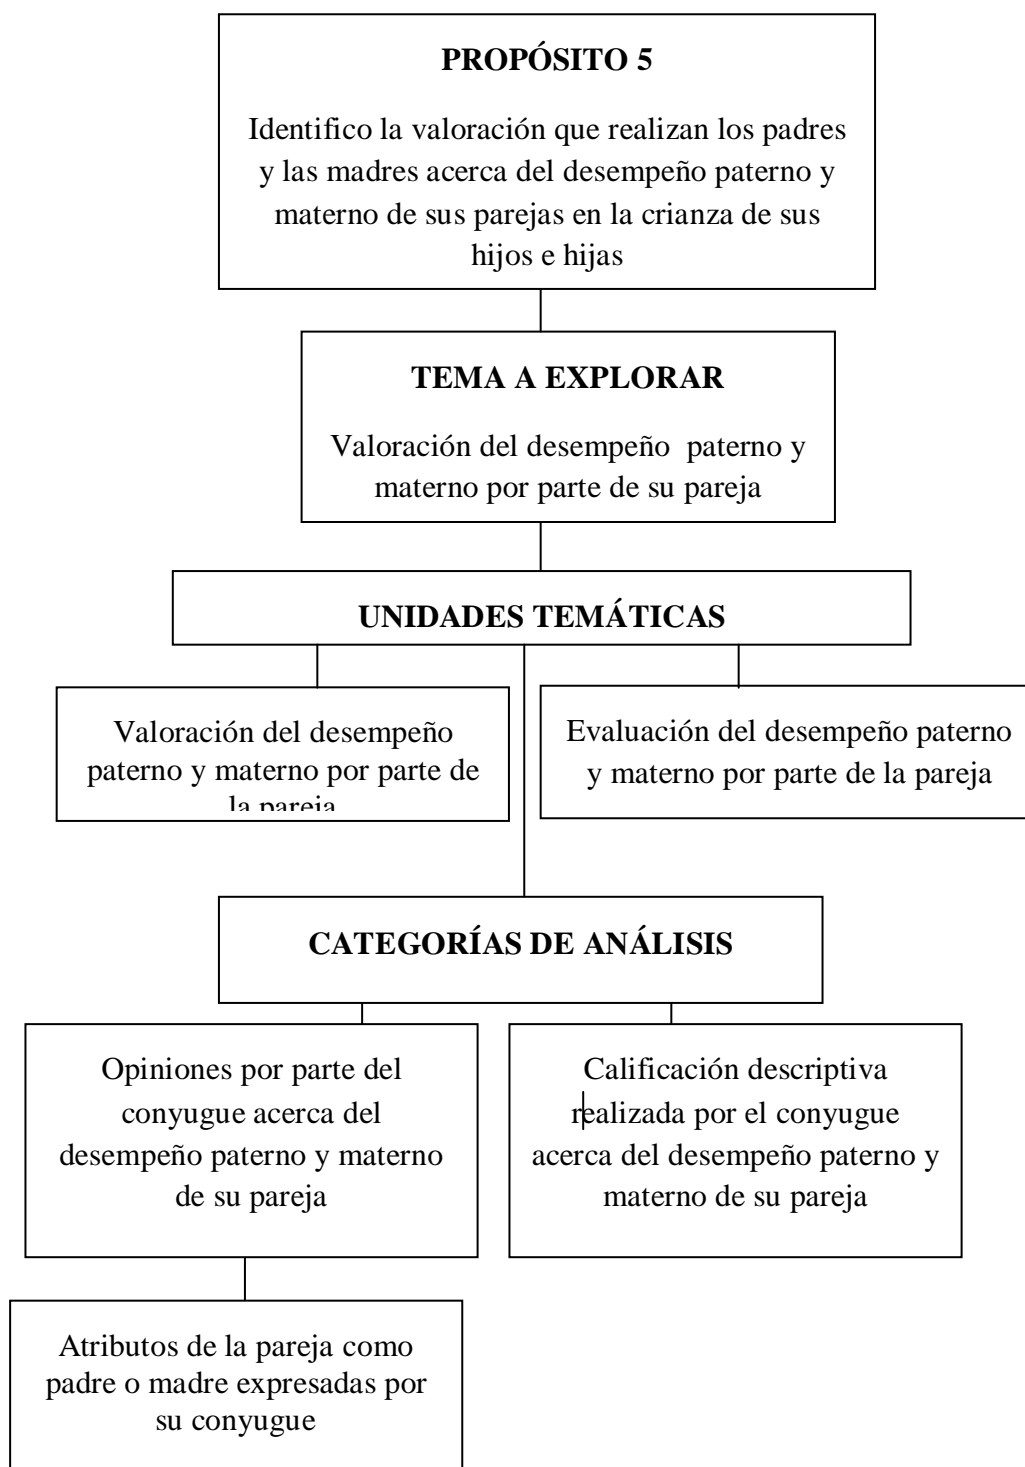 PROPÓSITO 5
Identifico la valoración que realizan los padres
y las madres acerca del desempeño paterno y
materno de sus parejas en la crianza de sus
hijos e hijas
TEMA A EXPLORAR
Valoración del desempeño  paterno y
materno por parte de su pareja
UNIDADES TEMÁTICAS
Valoración del desempeño
paterno y materno por parte de
la pareja
Evaluación del desempeño paterno
y materno por parte de la pareja
CATEGORÍAS DE ANÁLISIS
Opiniones por parte del
conyugue acerca del
desempeño paterno y materno
de su pareja
Calificación descriptiva
realizada por el conyugue
acerca del desempeño paterno y
materno de su pareja
Atributos de la pareja como
padre o madre expresadas por
su conyugue